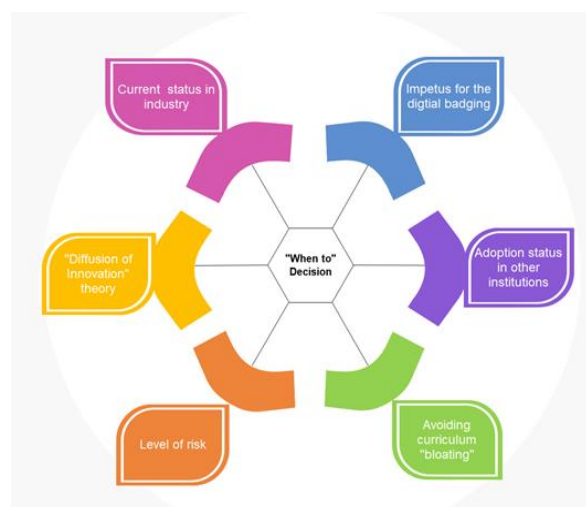 Current status in
industry
Impetus for the
digtial badging
"Diffusion of
Innovation"
theory
"When to"
Decision
Adoption status
in other
institutions
Level of risk
Avoiding
curriculum
"bloating"